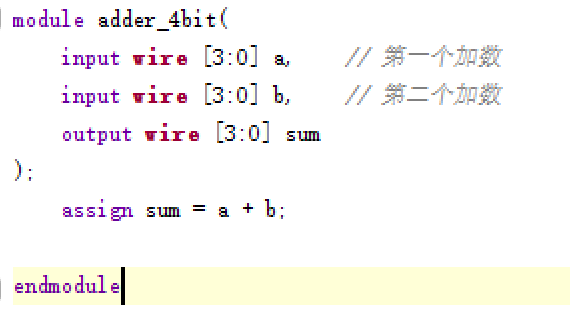 module adder_4bit(
input wire [3:0] a, // 第一个加数
input wire [3:0] b, // 第二个加数
output wire [3:0] sum
);
assign sum = a + b;
endmodule